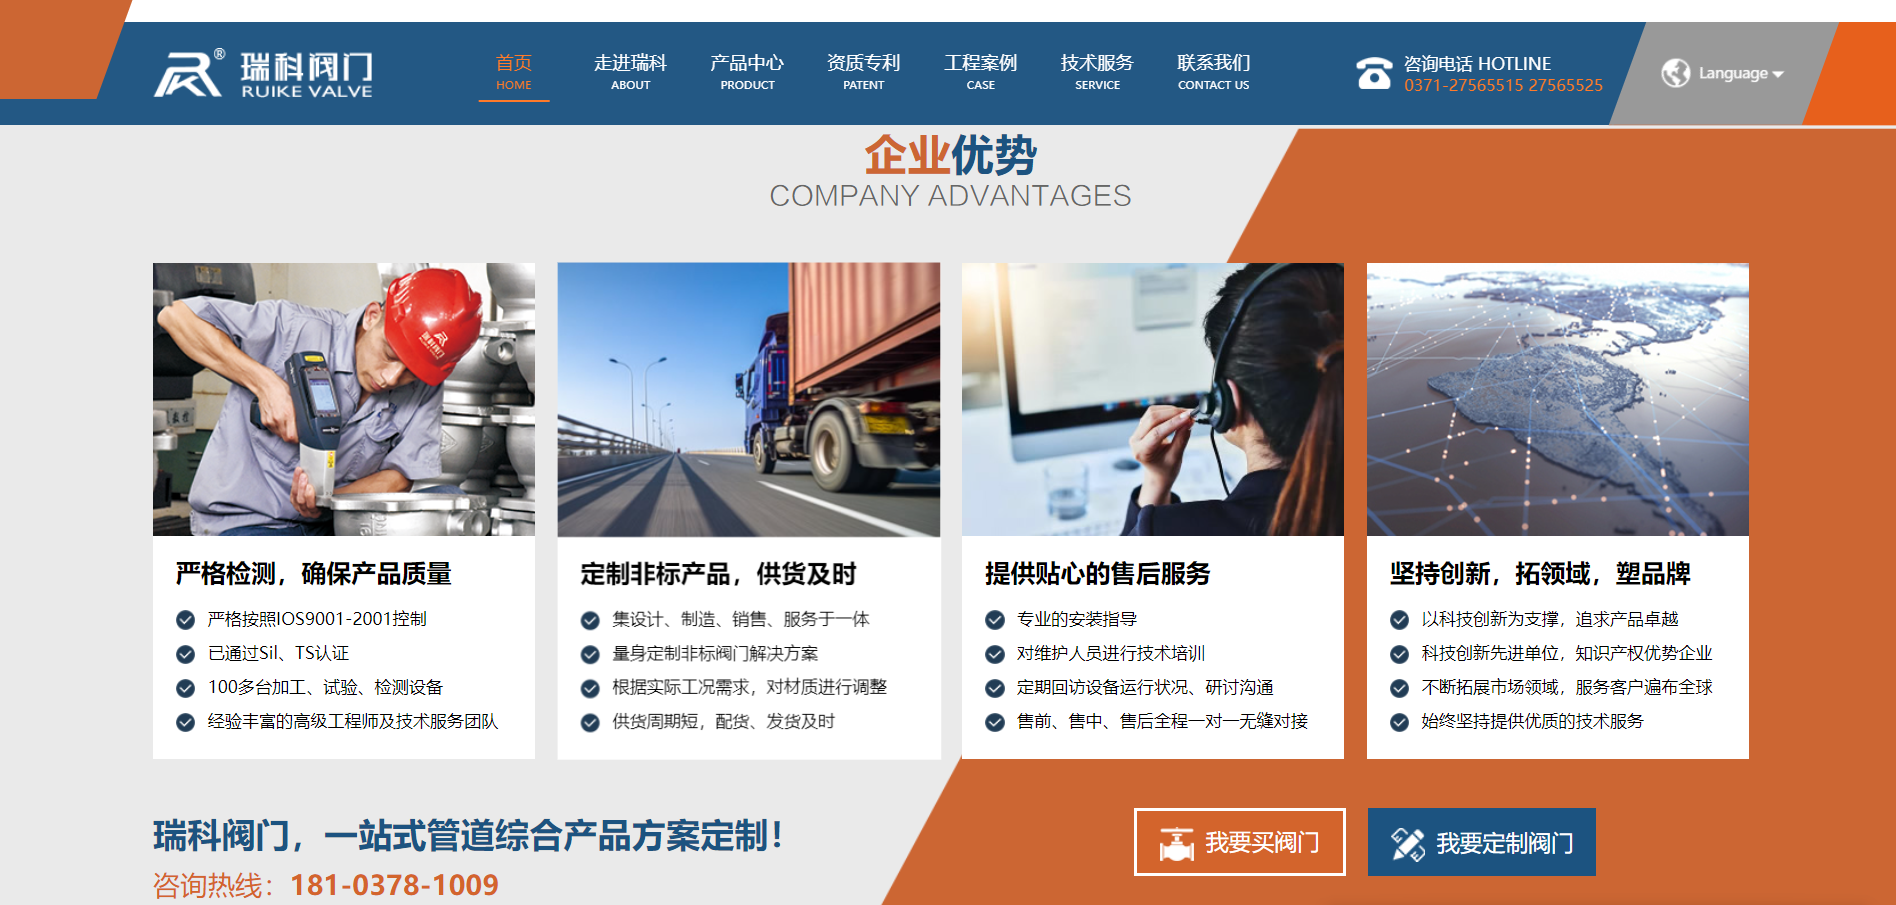 瑞科阀门®
RUIKE VALVE
首页
HOME
走进瑞科
ABOUT
产品中心
PRODUCT
资质专利
PATENT
工程案例
CASE
技术服务
SERVICE
联系我们
CONTACT US
咨询电话 HOTLINE
0371-27565515 27565525
Language
企业优势
COMPANY ADVANTAGES
瑞科阀门
严格检测，确保产品质量
严格按照IOS9001-2001控制
已通过Sil、TS认证
100多台加工、试验、检测设备
经验丰富的高级工程师及技术服务团队
定制非标产品，供货及时
集设计、制造、销售、服务于一体
量身定制非标阀门解决方案
根据实际工况需求，对材质进行调整
供货周期短，配货、发货及时
提供贴心的售后服务
专业的安装指导
对维护人员进行技术培训
定期回访设备运行状况、研讨沟通
售前、售中、售后全程一对一无缝对接
坚持创新，拓领域，塑品牌
以科技创新为支撑，追求产品卓越
科技创新先进单位，知识产权优势企业
不断拓展市场领域，服务客户遍布全球
始终坚持提供优质的技术服务
瑞科阀门，一站式管道综合产品方案定制！
咨询热线：181-0378-1009
我要买阀门
我要定制阀门